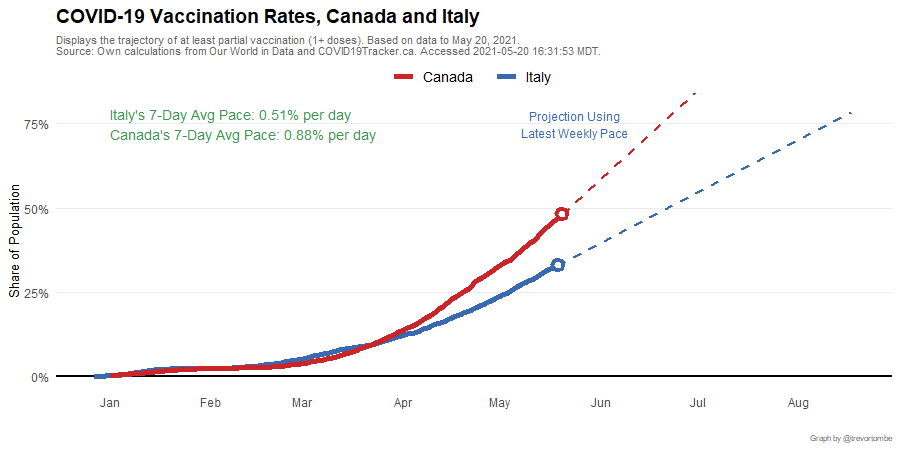 COVID-19 Vaccination Rates, Canada and Italy
Displays the trajectory of at least partial vaccination (1+ doses). Based on data to May 20, 2021.
Source: Own calculations from Our World in Data and COVID19Tracker.ca. Accessed 2021-05-20 16:31:53 MDT.
Canada Italy
Italy's 7-Day Avg Pace: 0.51% per day
Canada's 7-Day Avg Pace: 0.88% per day
Projection Using
Latest Weekly Pace
Share of Population
75%
50%
25%
0%
Jan Feb Mar Apr May Jun Jul Aug
Graph by @trevortombe